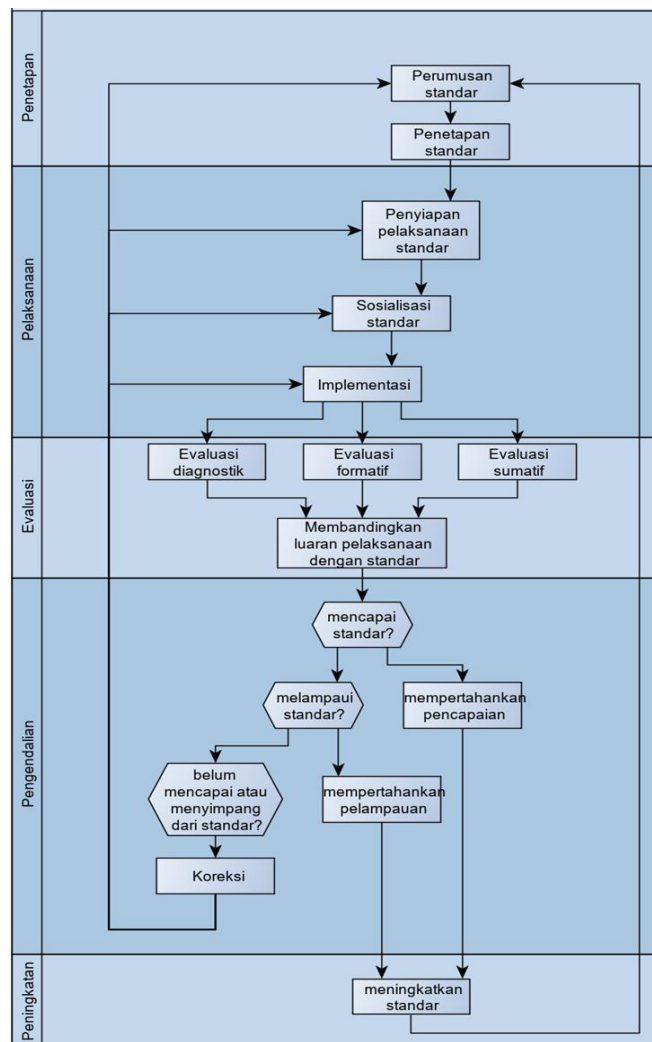 Penetapan
Perumusan
standar
Penetapan
standar
Pelaksanaan
Penyiapan
pelaksanaan
standar
Sosialisasi
standar
Implementasi
Evaluasi
Evaluasi
diagnostik
Evaluasi
formatif
Evaluasi
sumatif
Membandingkan
luaran pelaksanaan
dengan standar
Pengendalian
mencapai
standar?
melampaui
standar?
mempertahankan
pencapaian
belum
mencapai atau
menyimpang
dari standar?
mempertahankan
pelampauan
Koreksi
Peningkatan
meningkatkan
standar